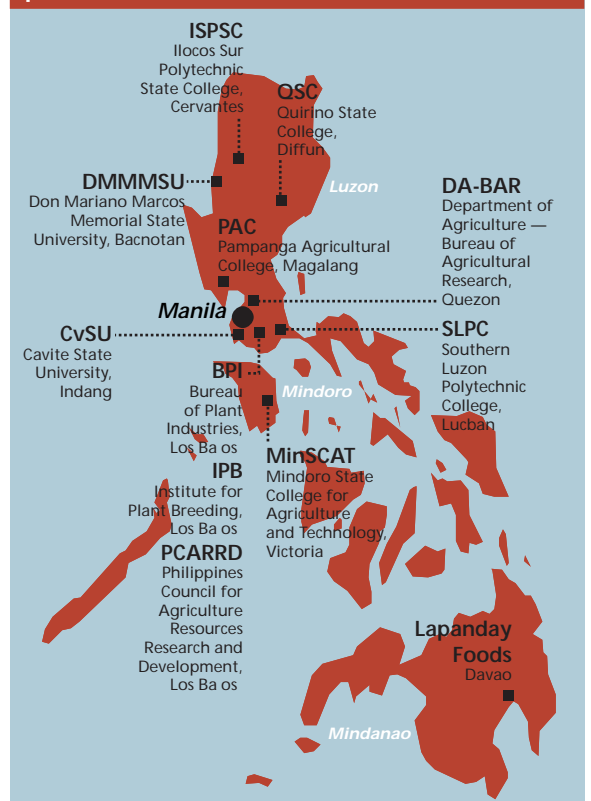 ISPSC
Ilocos Sur
Polytechnic
State College,
Cervantes
QSC
Quirino State
College,
Diffun
Luzon
DMMMSU
Don Mariano Marcos
Memorial State
University, Bacnotan
PAC
Pampanga Agricultural
College, Magalang
DA-BAR
Department of
Agriculture —
Bureau of
Agricultural
Research,
Quezon
Manila
CvSU
Cavite State
University,
Indang
SLPC
Southern
Luzon
Polytechnic
College,
Lucban
BPI
Bureau
of Plant
Industries,
Los Ba os
Mindoro
MinSCAT
Mindoro State
College for
Agriculture
and Technology,
Victoria
IPB
Institute for
Plant Breeding,
Los Ba os
PCARRD
Philippines
Council for
Agriculture
Resources
Research and
Development,
Los Ba os
Lapanday
Foods
Davao
Mindanao